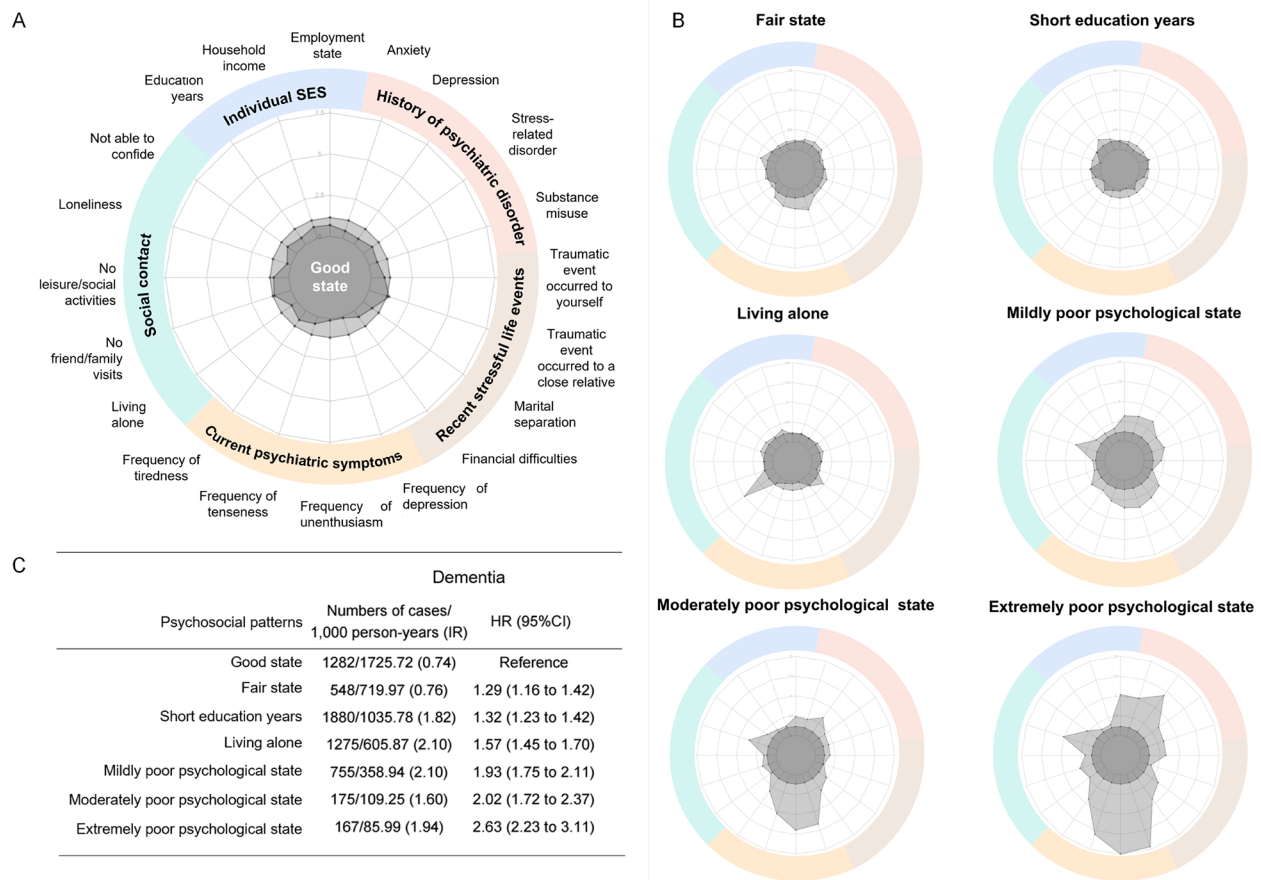 A
Employment
state
Household
income
Anxiety
Education
years
Depression
Individual SES
History of psychiatric disorder
Not able to
confide
Stress-
related
disorder
7.5
5
2.5
Loneliness
Substance
misuse
Good
state
No
leisure/social
activities
Social contact
Traumatic
event
occurred to
yourself
Recent stressful life events
No
friend/family
visits
Traumatic
event
occurred to a
close relative
Living
alone
Marital
separation
Current psychiatric symptoms
Frequency of
tiredness
Financial difficulties
Frequency of
tenseness
Frequency of
unenthusiasm
Frequency of
depression
B
Fair state
Short education years
Living alone
Mildly poor psychological state
Moderately poor psychological state
Extremely poor psychological state
C
Dementia
Psychosocial patterns Numbers of cases/ 1,000 person-years (IR) HR (95%CI)
Good state 1282/1725.72 (0.74) Reference
Fair state 548/719.97 (0.76) 1.29 (1.16 to 1.42)
Short education years 1880/1035.78 (1.82) 1.32 (1.23 to 1.42)
Living alone 1275/605.87 (2.10) 1.57 (1.45 to 1.70)
Mildly poor psychological state 755/358.94 (2.10) 1.93 (1.75 to 2.11)
Moderately poor psychological state 175/109.25 (1.60) 2.02 (1.72 to 2.37)
Extremely poor psychological state 167/85.99 (1.94) 2.63 (2.23 to 3.11)